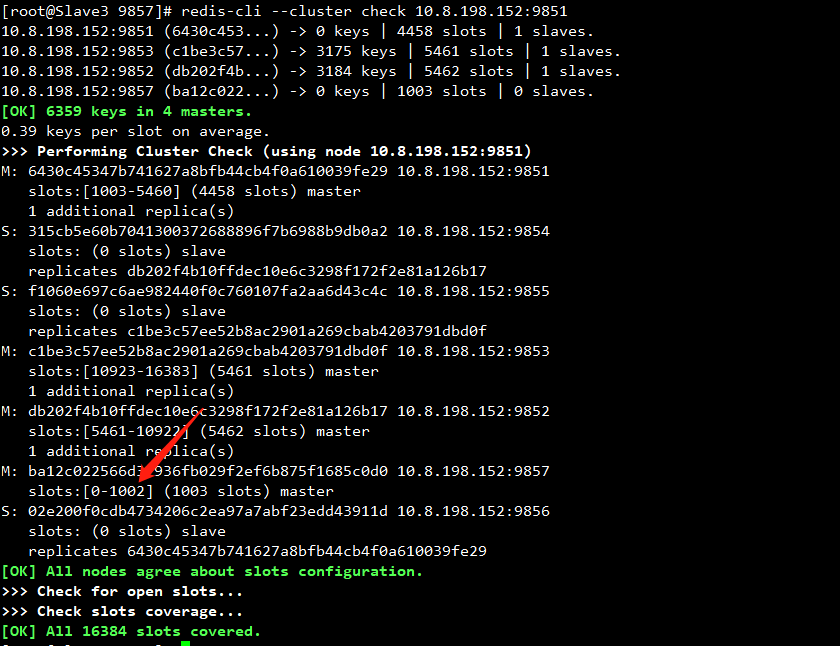 [root@Slave3 9857]# redis-cli --cluster check 10.8.198.152:9851
10.8.198.152:9851 (6430c453...) -> 0 keys | 4458 slots | 1 slaves.
10.8.198.152:9853 (c1be3c57...) -> 3175 keys | 5461 slots | 1 slaves.
10.8.198.152:9852 (db202f4b...) -> 3184 keys | 5462 slots | 1 slaves.
10.8.198.152:9857 (ba12c022...) -> 0 keys | 1003 slots | 0 slaves.
[OK] 6359 keys in 4 masters.
0.39 keys per slot on average.
>>> Performing Cluster Check (using node 10.8.198.152:9851)
M: 6430c45347b741627a8bfb44cb4f0a610039fe29 10.8.198.152:9851
slots:[1003-5460] (4458 slots) master
1 additional replica(s)
S: 315cb5e60b7041300372688896f7b6988b9db0a2 10.8.198.152:9854
slots: (0 slots) slave
replicates db202f4b10ffdec10e6c3298f172f2e81a126b17
S: f1060e697c6ae982440f0c760107fa2aa6d43c4c 10.8.198.152:9855
slots: (0 slots) slave
replicates c1be3c57ee52b8ac2901a269cbab4203791dbd0f
M: c1be3c57ee52b8ac2901a269cbab4203791dbd0f 10.8.198.152:9853
slots:[10923-16383] (5461 slots) master
1 additional replica(s)
M: db202f4b10ffdec10e6c3298f172f2e81a126b17 10.8.198.152:9852
slots:[5461-10922] (5462 slots) master
1 additional replica(s)
M: 10.8.198.152:9857
slots:[0-1002] (1003 slots) master
S: 02e200f0cdb4734206c2ea97a7abf23edd43911d 10.8.198.152:9856
slots: (0 slots) slave
replicates 6430c45347b741627a8bfb44cb4f0a610039fe29
[OK] All nodes agree about slots configuration.
>>> Check for open slots...
>>> Check slots coverage...
[OK] All 16384 slots covered.